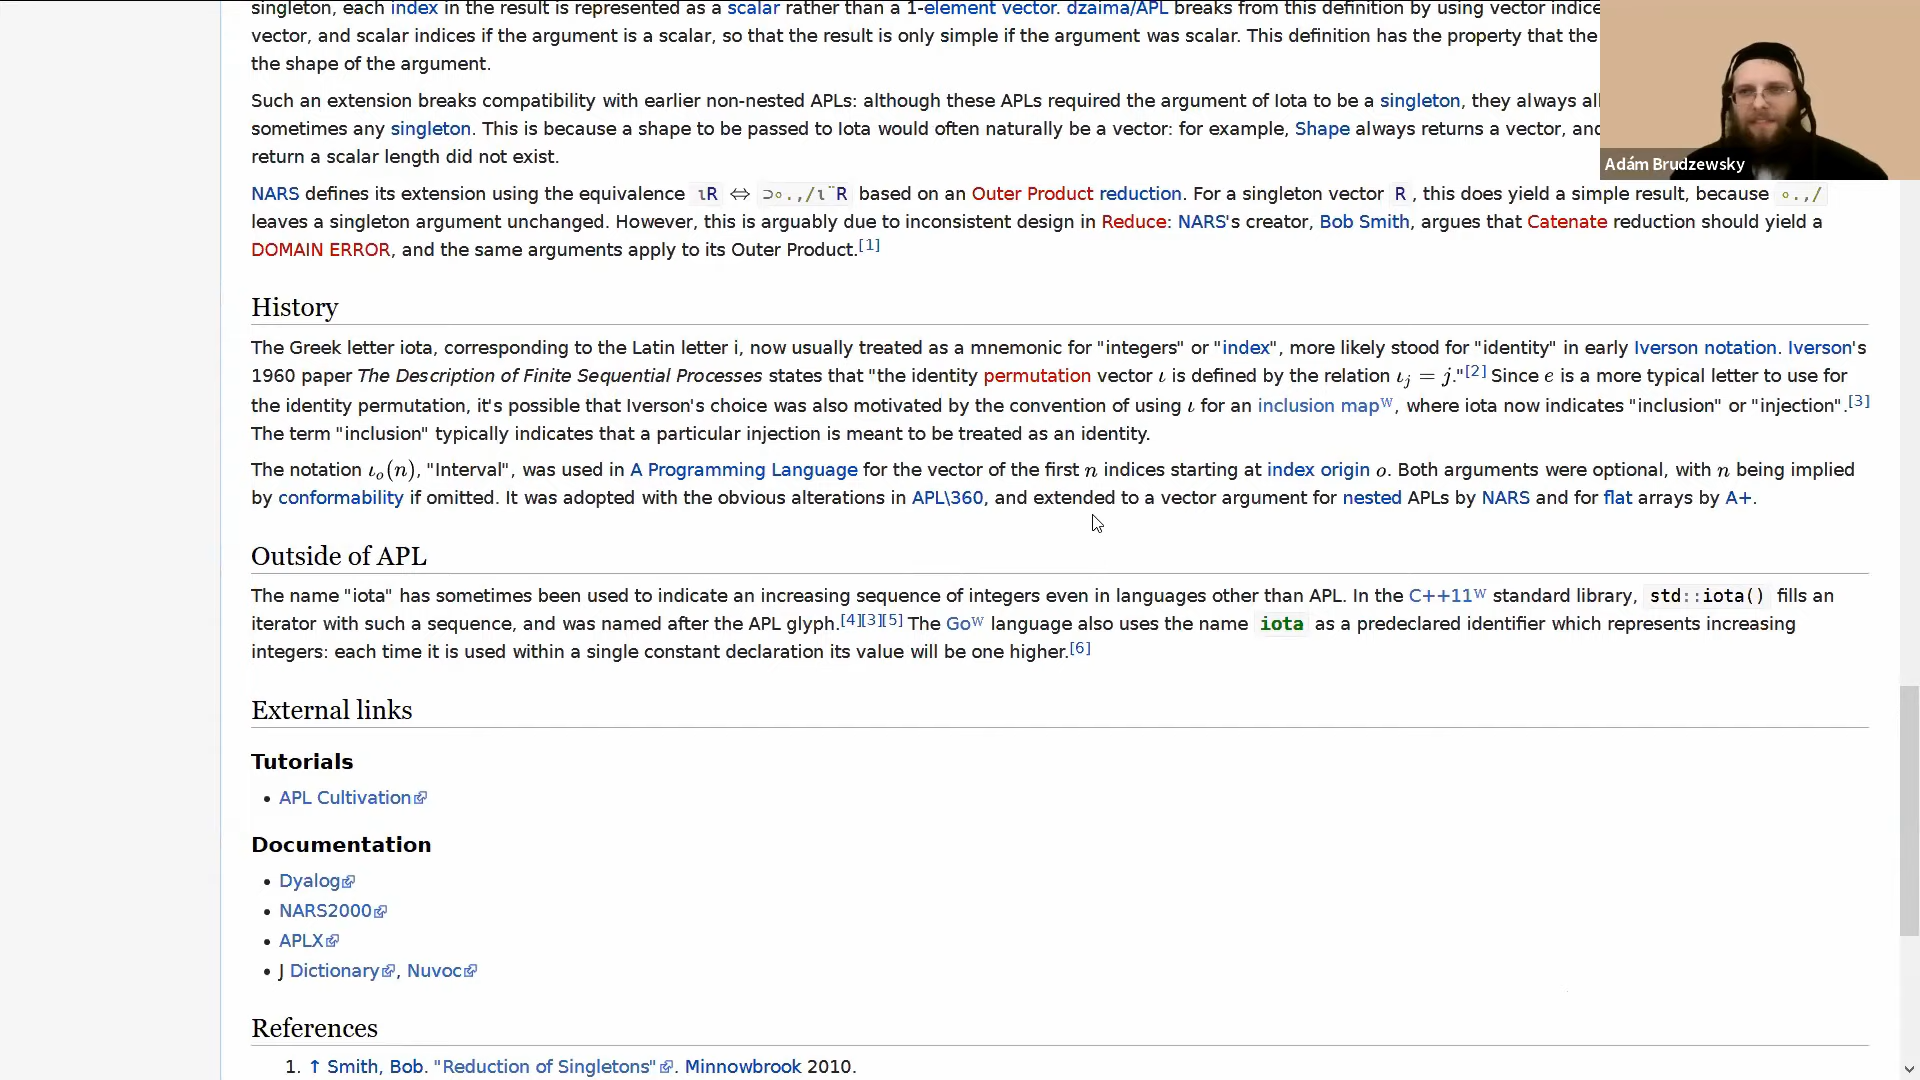 singleton, each index in the result is represented as a scalar rather than a 1-element vector. dzaima/APL breaks from this definition by using vector indice
vector, and scalar indices if the argument is a scalar, so that the result is only simple if the argument was scalar. This definition has the property that the
the shape of the argument.
Such an extension breaks compatibility with earlier non-nested APLs: although these APLs required the argument of Iota to be a singleton, they always al
sometimes any singleton. This is because a shape to be passed to Iota would often naturally be a vector: for example, Shape always returns a vector, and
return a scalar length did not exist.
Adám Brudzewsky
NARS defines its extension using the equivalence ⍳R ⇔ ⊃∘.,/⍳¨R based on an Outer Product reduction. For a singleton vector R , this does yield a simple result, because ∘.,/
leaves a singleton argument unchanged. However, this is arguably due to inconsistent design in Reduce: NARS's creator, Bob Smith, argues that Catenate reduction should yield a
DOMAIN ERROR, and the same arguments apply to its Outer Product.[1]
History
The Greek letter iota, corresponding to the Latin letter i, now usually treated as a mnemonic for "integers" or "index", more likely stood for "identity" in early Iverson notation. Iverson's
1960 paper The Description of Finite Sequential Processes states that "the identity permutation vector ι is defined by the relation ιⱼ = j."[2] Since e is a more typical letter to use for
the identity permutation, it's possible that Iverson's choice was also motivated by the convention of using ι for an inclusion mapW, where iota now indicates "inclusion" or "injection".[3]
The term "inclusion" typically indicates that a particular injection is meant to be treated as an identity.
The notation ιₒ(n), "Interval", was used in A Programming Language for the vector of the first n indices starting at index origin o. Both arguments were optional, with n being implied
by conformability if omitted. It was adopted with the obvious alterations in APL\360, and extended to a vector argument for nested APLs by NARS and for flat arrays by A+.
Outside of APL
The name "iota" has sometimes been used to indicate an increasing sequence of integers even in languages other than APL. In the C++11W standard library, std::iota() fills an
iterator with such a sequence, and was named after the APL glyph.[4][3][5] The GoW language also uses the name iota as a predeclared identifier which represents increasing
integers: each time it is used within a single constant declaration its value will be one higher.[6]
External links
Tutorials
• APL Cultivation
Documentation
• Dyalog
• NARS2000
• APLX
• J Dictionary, Nuvoc
References
1. ↑ Smith, Bob. "Reduction of Singletons". Minnowbrook 2010.